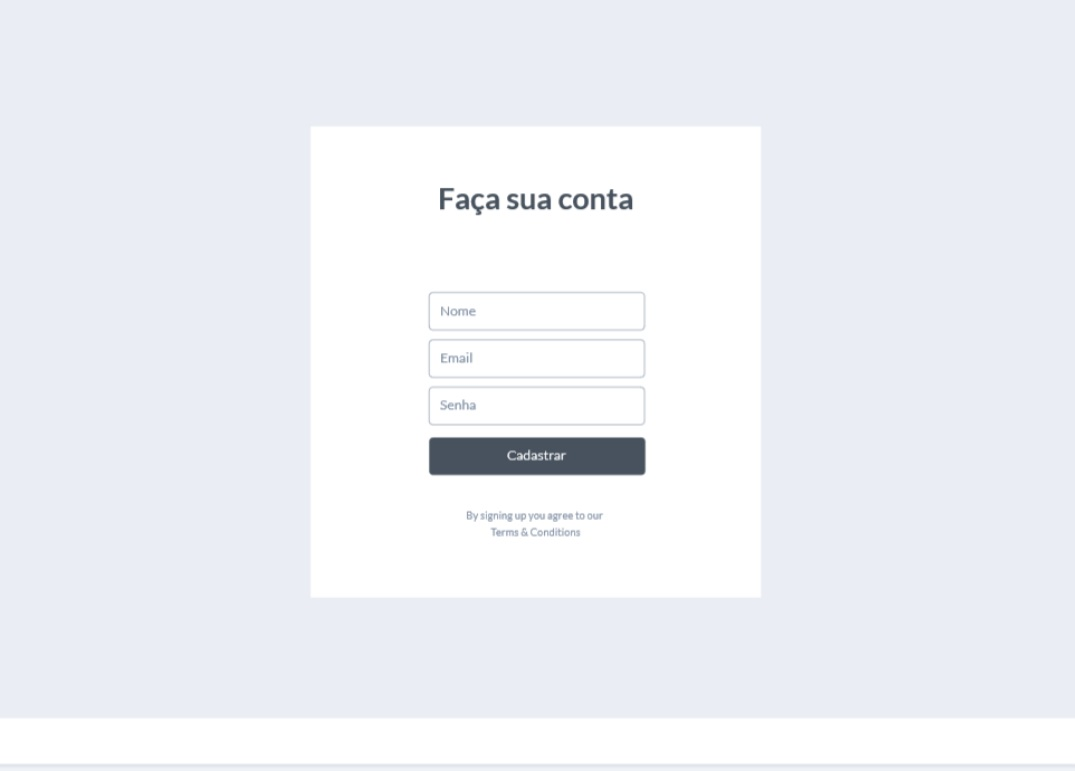 Faça sua conta
Nome
Email
Senha
Cadastrar
By signing up you agree to our
Terms & Conditions